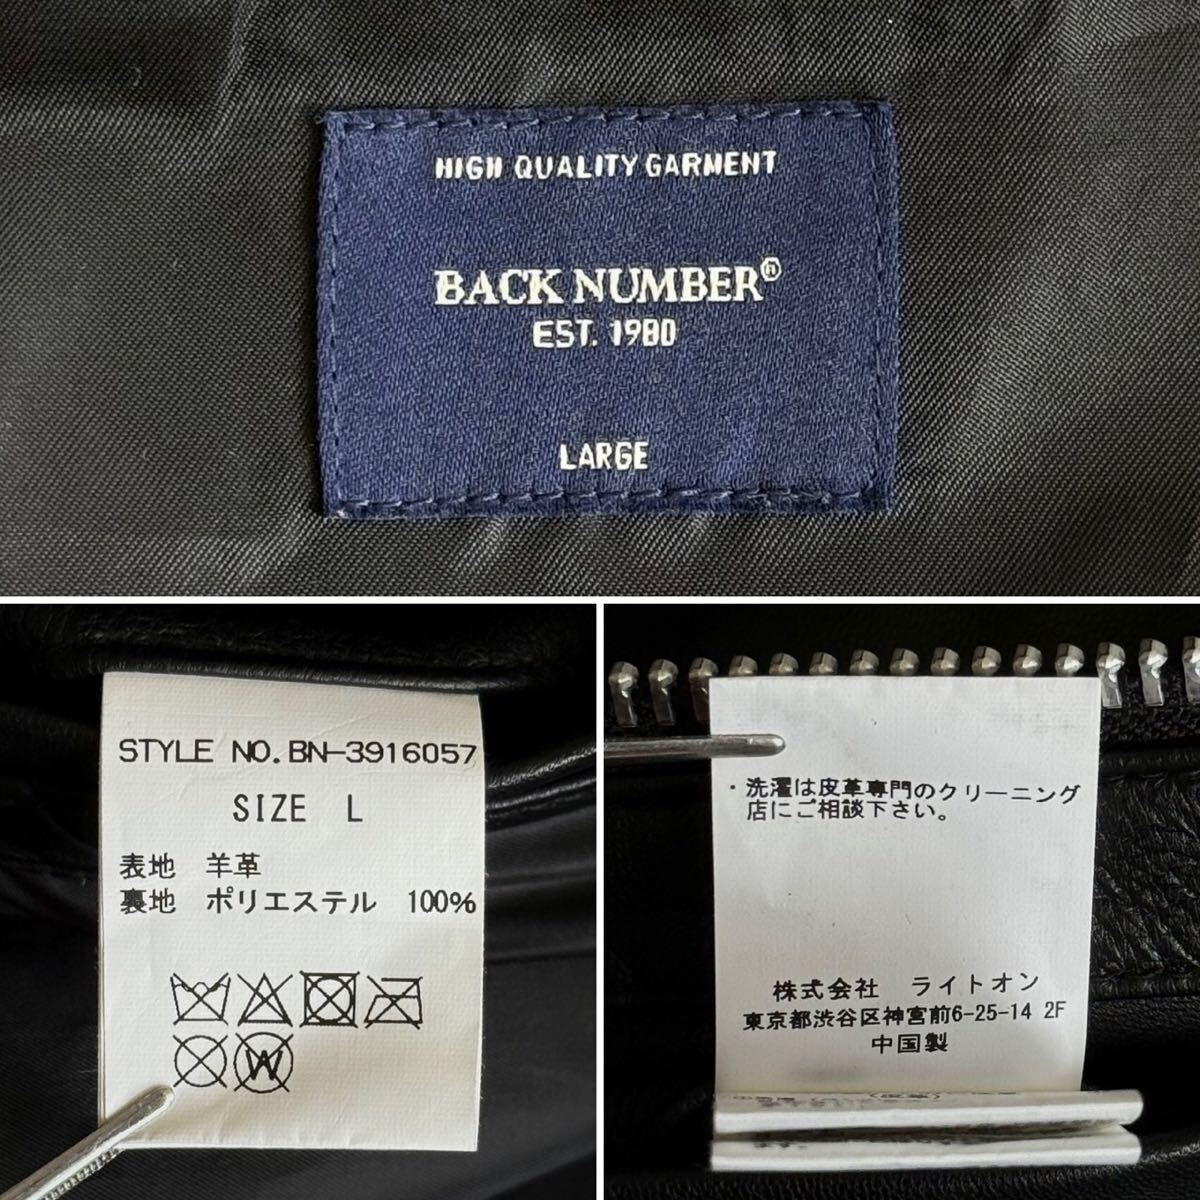 HIGH QUALITY GARMENT
BACK NUMBER®
EST. 1980
LARGE
STYLE NO.BN-3916057
SIZE L
表地 羊革
裏地 ポリエステル 100%
W
・洗濯は皮革専門のクリーニング
店にご相談下さい。
株式会社 ライトオン
東京都渋谷区神宮前6-25-14 2F
中国製